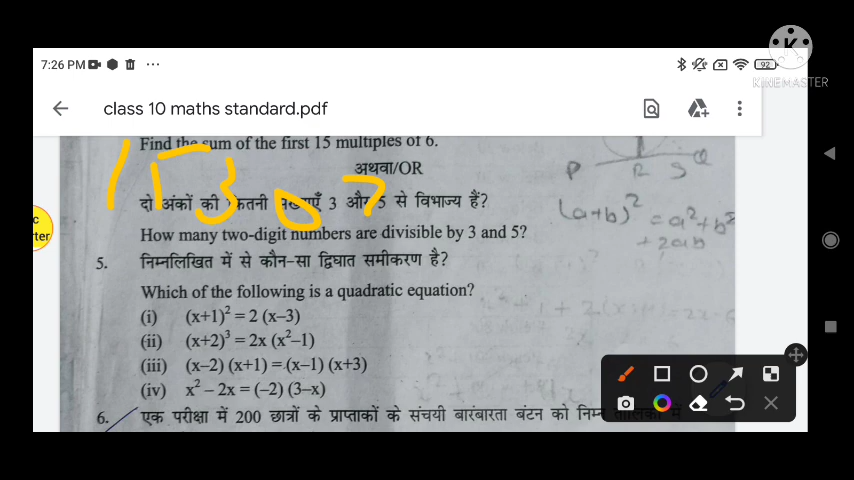 7:26 PM
92
KINEMASTER
class 10 maths standard.pdf
Find the sum of the first 15 multiples of 6.
अथवा/OR
P R S Q
दो अंकों की कितनी संख्याएँ 3 और 5 से विभाज्य हैं?
(a+b)² = a²+b²
+2ab
How many two-digit numbers are divisible by 3 and 5?
5. निम्नलिखित में से कौन-सा द्विघात समीकरण है?
Which of the following is a quadratic equation?
(i) (x+1)² = 2 (x–3)
(ii) (x+2)³ = 2x (x²–1)
(iii) (x–2) (x+1) = (x–1) (x+3)
(iv) x² – 2x = (–2) (3–x)
6. एक परीक्षा में 200 छात्रों के प्राप्ताकों के संचयी बारंबारता बंटन को निम्न तालिका में